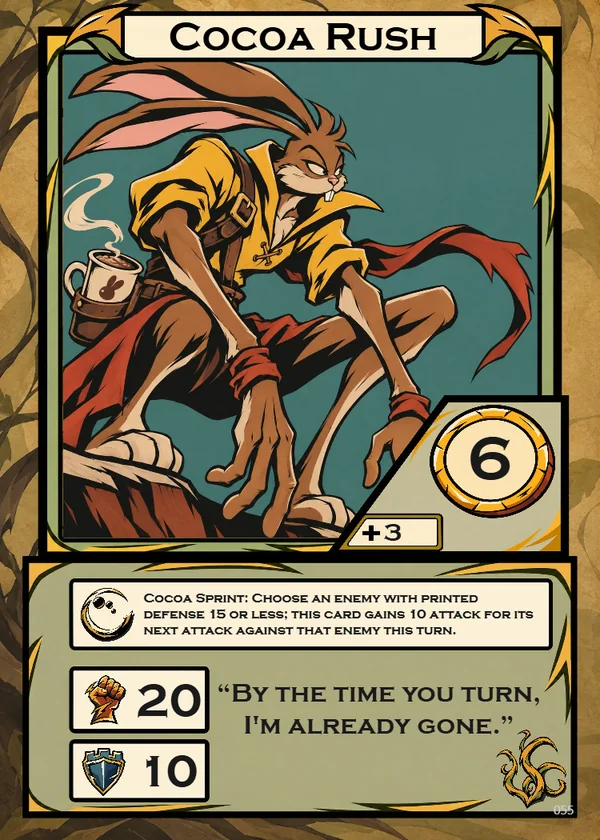 Cocoa Rush
6
+3
Cocoa Sprint: Choose an enemy with printed
defense 15 or less; this card gains 10 attack for its
next attack against that enemy this turn.
20
“By the time you turn,
I'm already gone.”
10
055